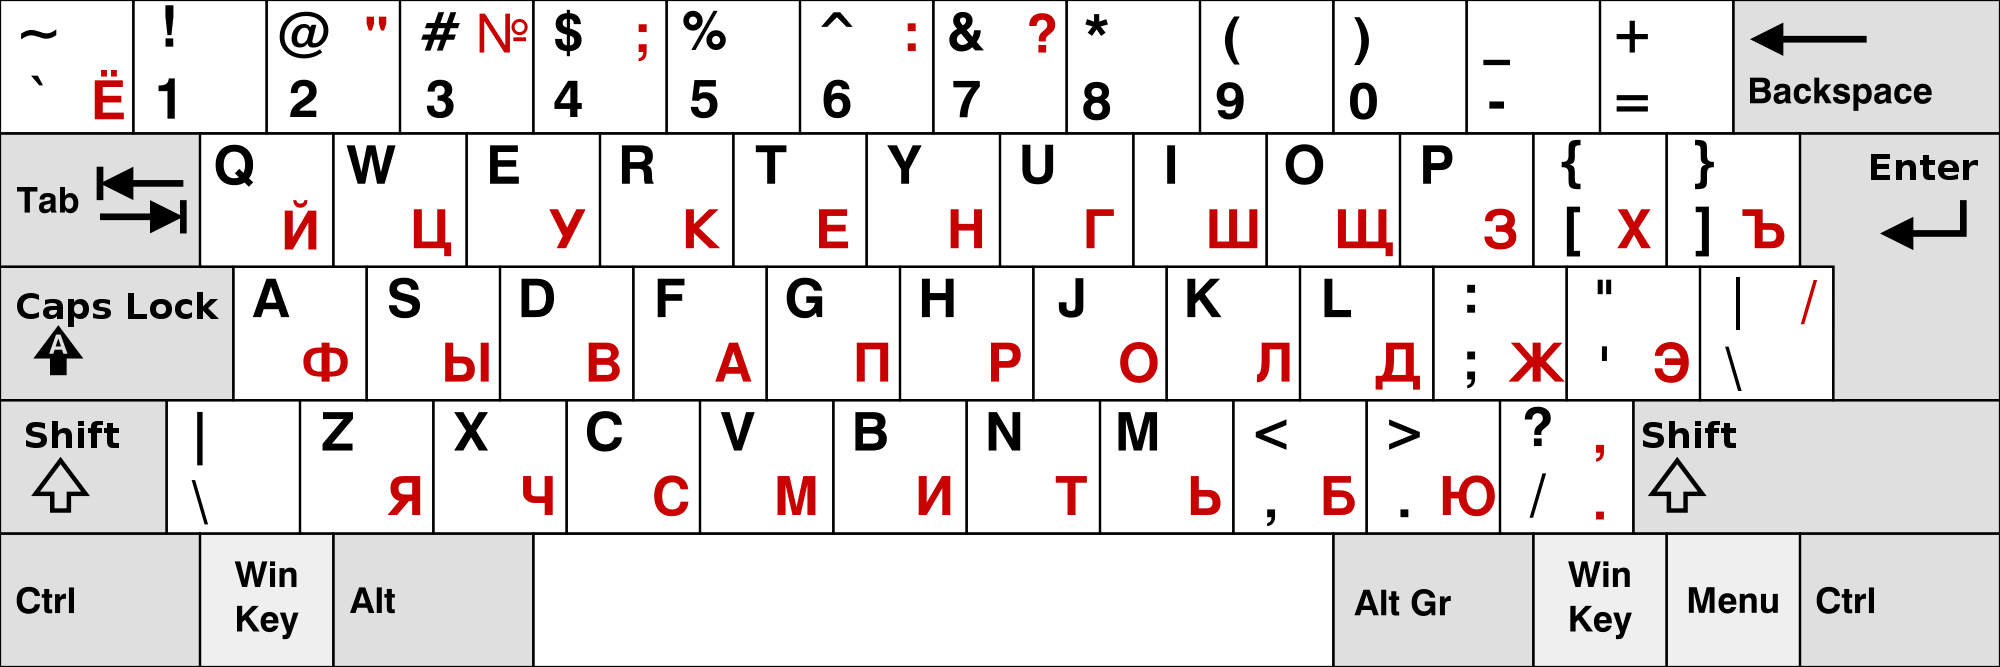 ~ ! @ " # № $ ; % ^ : & ? * ( ) _ +
` Ё 1 2 3 4 5 6 7 8 9 0 - = Backspace
Tab Q W E R T Y U I O P { } Enter
Й Ц У К Е Н Г Ш Щ З [ Х ] Ъ
Caps Lock A S D F G H J K L : " | /
A Ф Ы В А П Р О Л Д ; Ж ' Э \
Shift | Z X C V B N M < > ? , Shift
\ Я Ч С М И Т Ь , Б . Ю / .
Ctrl Win Key Alt Alt Gr Win Key Menu Ctrl